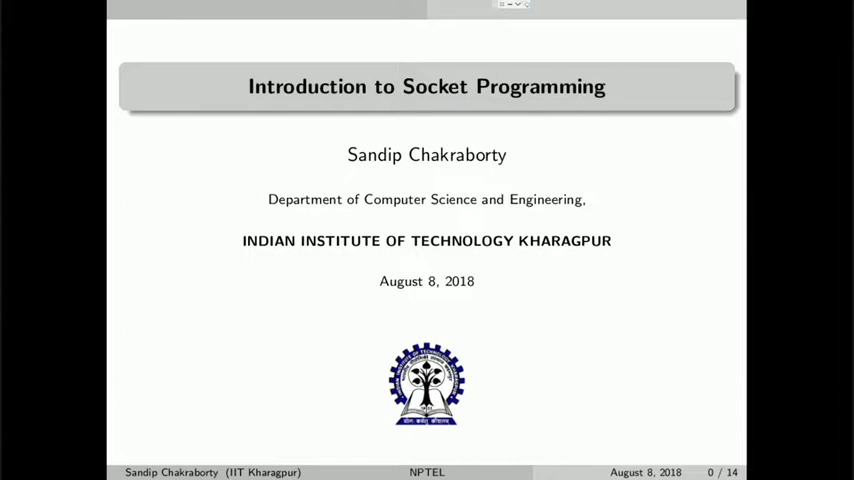 Introduction to Socket Programming
Sandip Chakraborty
Department of Computer Science and Engineering,
INDIAN INSTITUTE OF TECHNOLOGY KHARAGPUR
August 8, 2018
Sandip Chakraborty (IIT Kharagpur) NPTEL August 8, 2018 0 / 14